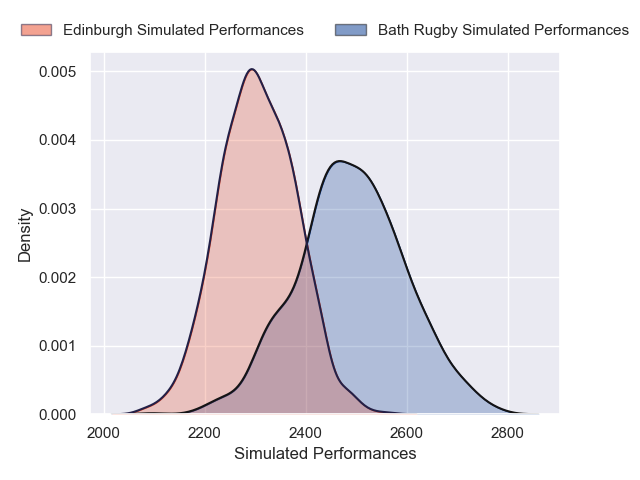 Edinburgh Simulated Performances Bath Rugby Simulated Performances
0.005
0.004
0.003
0.002
0.001
0.000
Density
2000 2200 2400 2600 2800
Simulated Performances